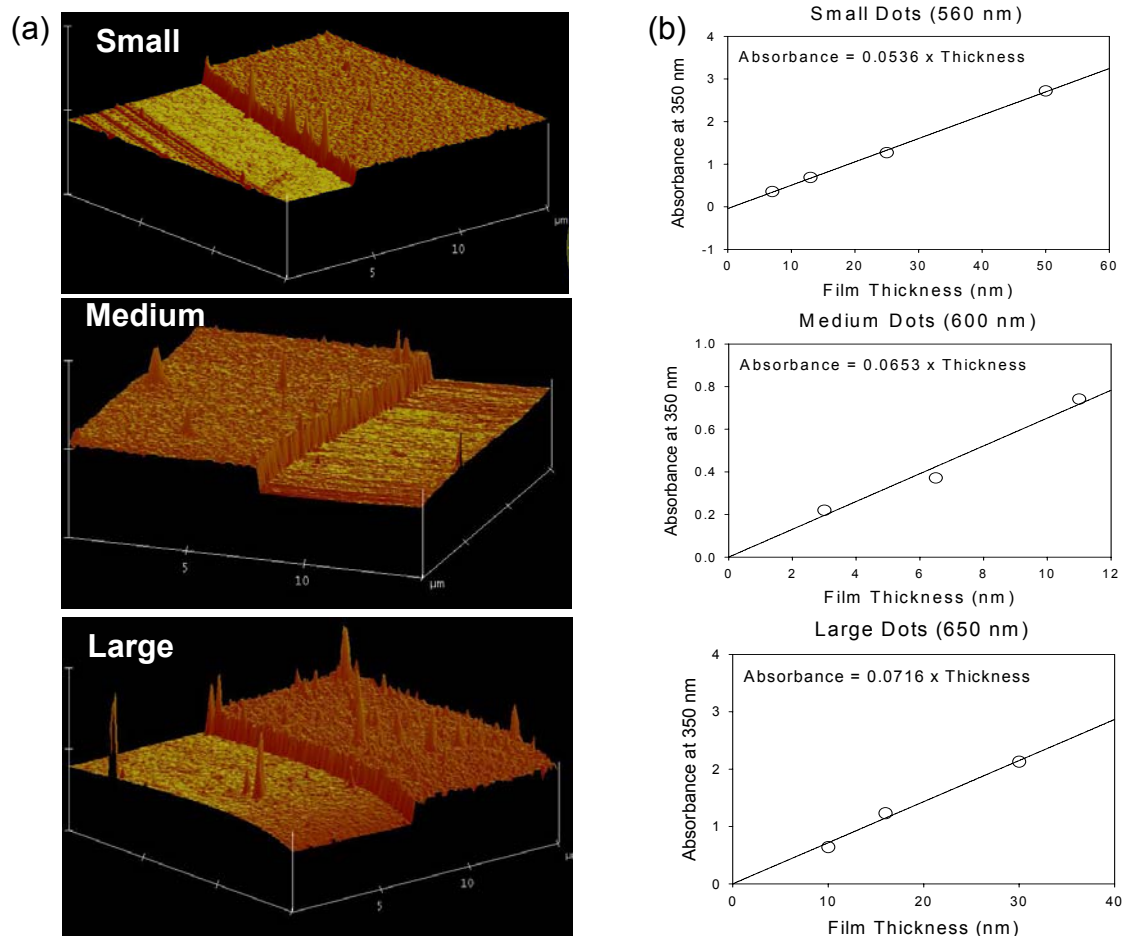 (a)
Small
5
10
μm
Medium
5
10
μm
Large
5
10
(b)
Small Dots (560 nm)
Absorbance = 0.0536 x Thickness
Absorbance at 350 nm
4
3
2
1
0
-1
0 10 20 30 40 50 60
Film Thickness (nm)
Medium Dots (600 nm)
Absorbance = 0.0653 x Thickness
Absorbance at 350 nm
1.0
0.8
0.6
0.4
0.2
0.0
0 2 4 6 8 10 12
Film Thickness (nm)
Large Dots (650 nm)
Absorbance = 0.0716 x Thickness
Absorbance at 350 nm
4
3
2
1
0
0 10 20 30 40
Film Thickness (nm)